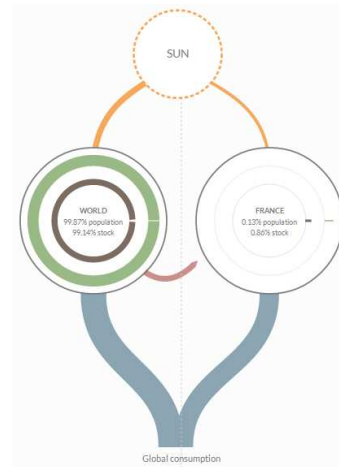 SUN
WORLD
99.87% population
99.14% stock
FRANCE
0.13% population
0.86% stock
Global consumption